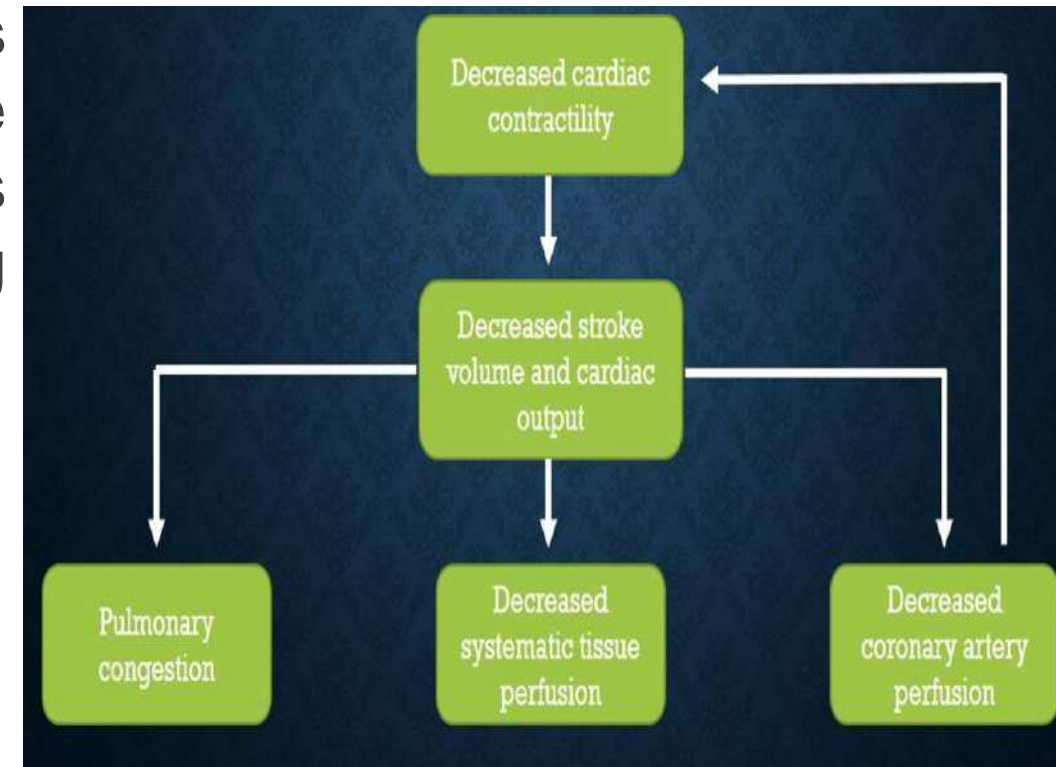 s
e
s
g
Decreased cardiac
contractility
Decreased stroke
volume and cardiac
output
Pulmonary
congestion
Decreased
systematic tissue
perfusion
Decreased
coronary artery
perfusion